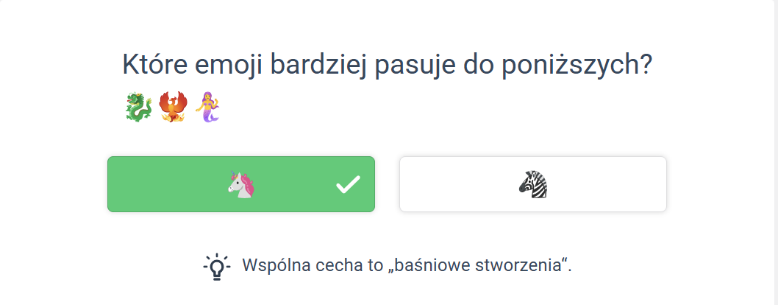 Które emoji bardziej pasuje do poniższych?
🐉🐦‍🔥🧜‍♀️
🦄 ✓ 🦓
Wspólna cecha to „baśniowe stworzenia“.